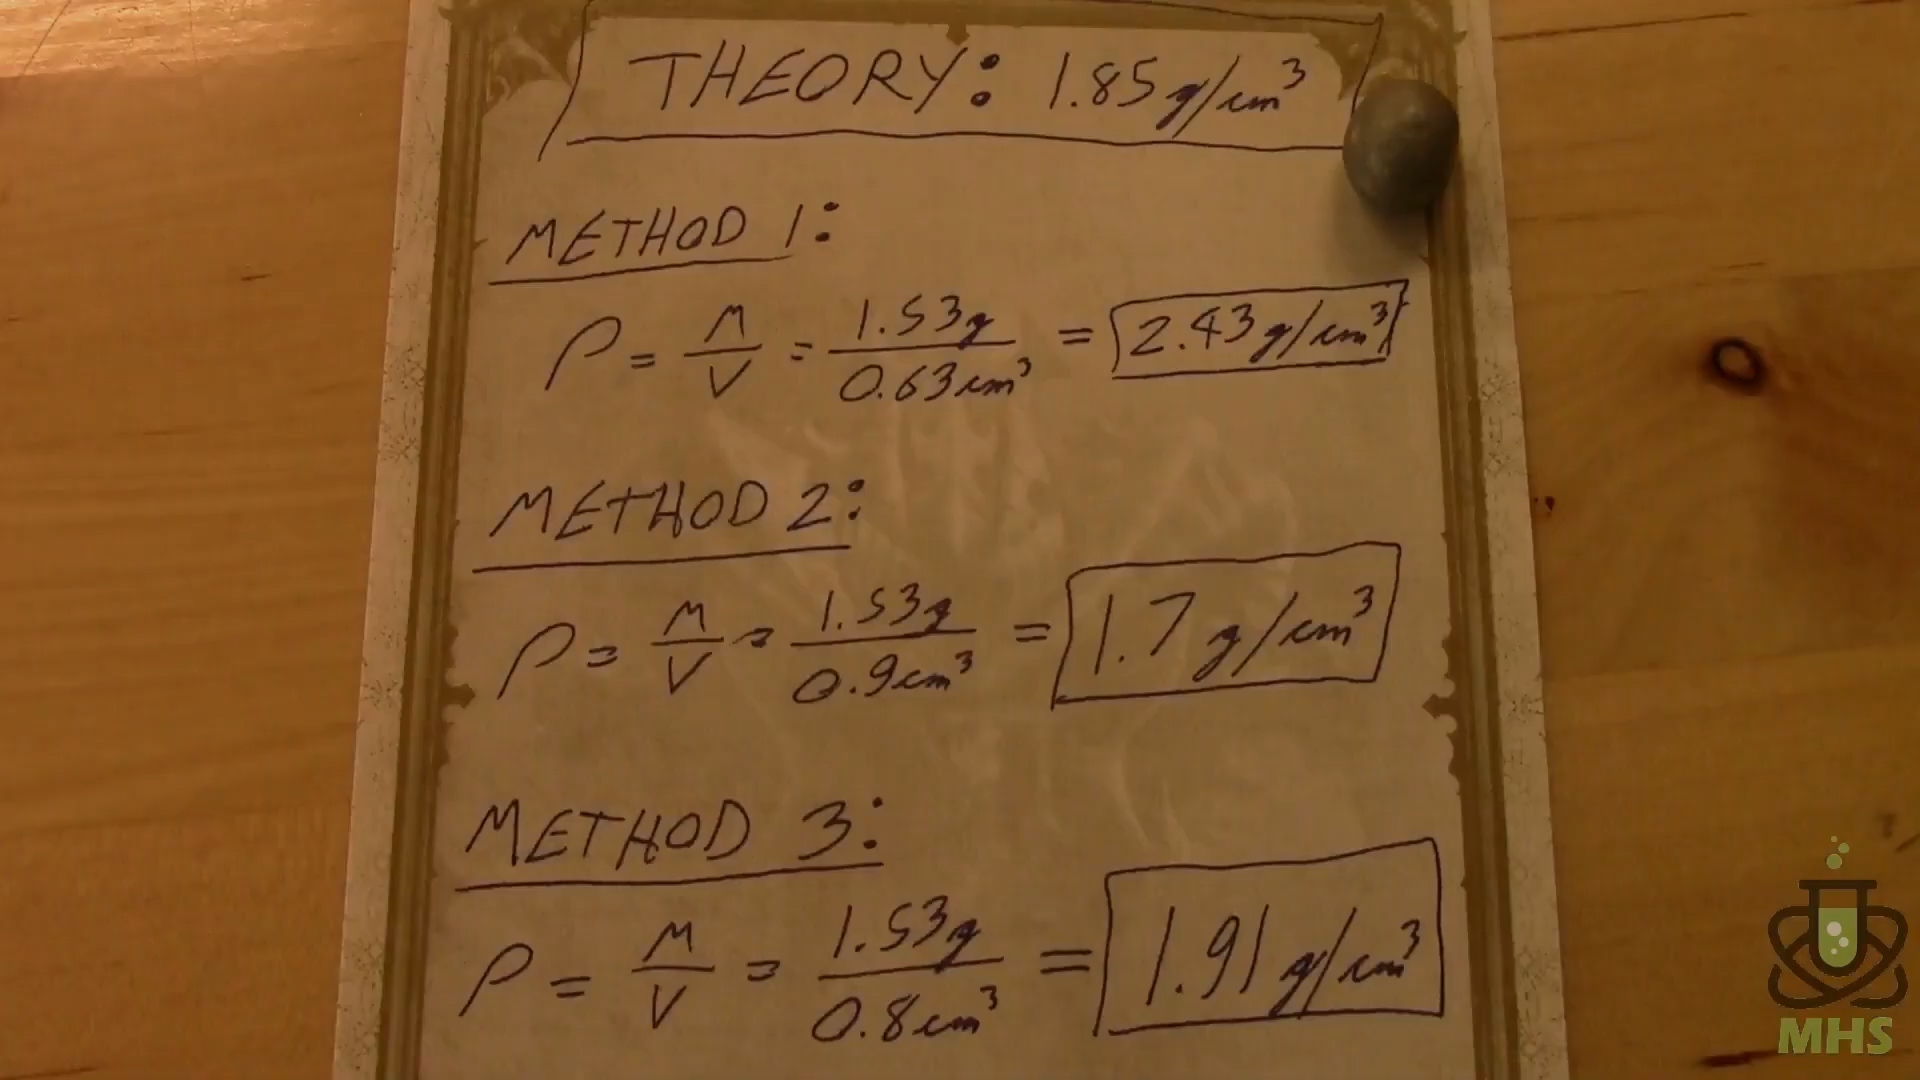 THEORY: 1.85 g/cm³
METHOD 1:
ρ = M/V = 1.53g/0.63cm³ = 2.43 g/cm³
METHOD 2:
ρ = M/V = 1.53g/0.9cm³ = 1.7 g/cm³
METHOD 3:
ρ = M/V = 1.53g/0.8cm³ = 1.91 g/cm³
MHS